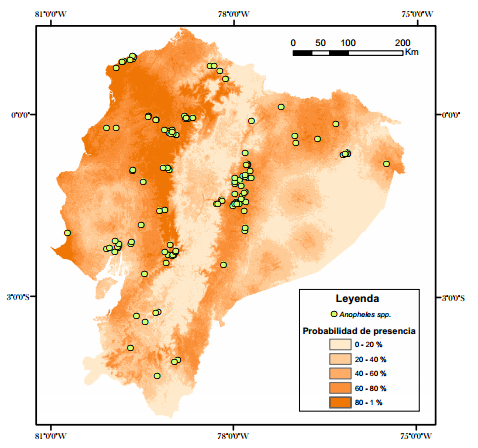 81°0'0"W 78°0'0"W 75°0'0"W
0 50 100 200
Km
0°0'0" 0°0'0"
3°0'0"S 3°0'0"S
Leyenda
Anopheles spp.
Probabilidad de presencia
0 - 20 %
20 - 40 %
40 - 60 %
60 - 80 %
80 - 1 %
81°0'0"W 78°0'0"W 75°0'0"W